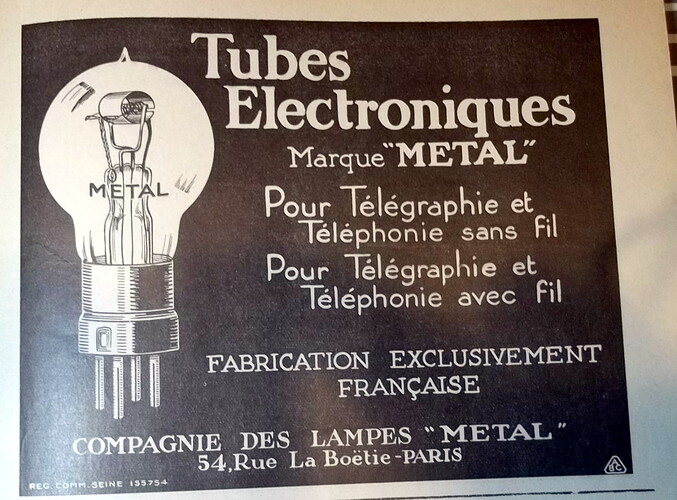 Tubes
Electroniques
Marque "METAL"
Pour Télégraphie et
Téléphonie sans fil
Pour Télégraphie et
Téléphonie avec fil
METAL
FABRICATION EXCLUSIVEMENT
FRANÇAISE
COMPAGNIE DES LAMPES "METAL"
54, Rue La Boëtie-PARIS
REG. COMM. SEINE 155754
ABC